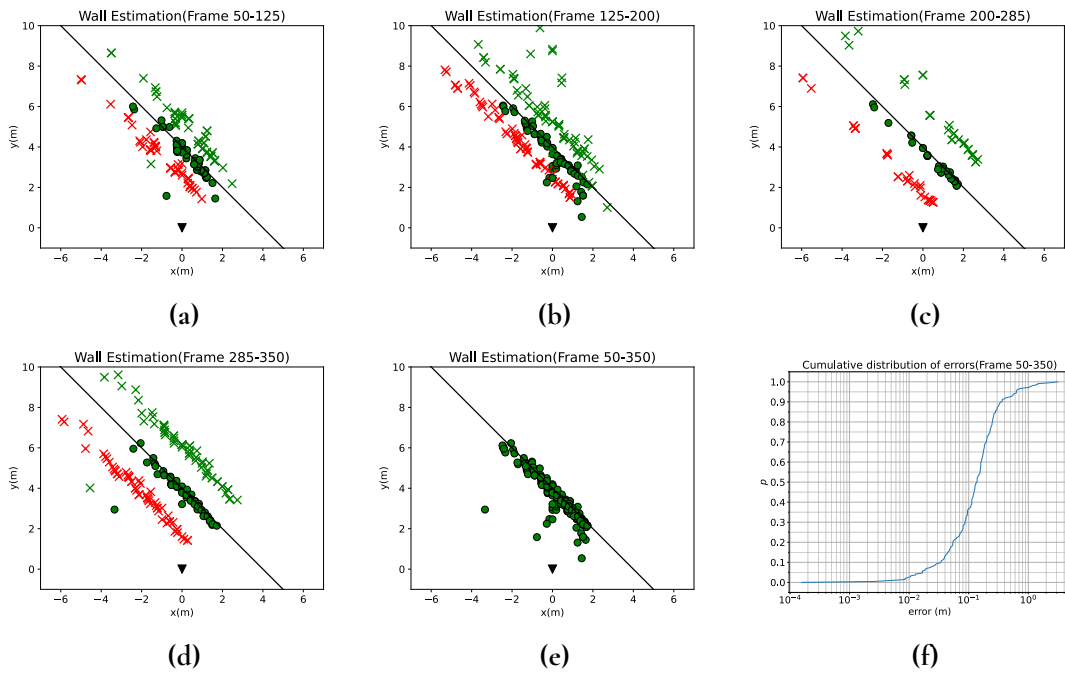 Wall Estimation(Frame 50-125)
10
8
6
4
2
0
y(m)
−6 −4 −2 0 2 4 6
x(m)
(a)
Wall Estimation(Frame 125-200)
10
8
6
4
2
0
y(m)
−6 −4 −2 0 2 4 6
x(m)
(b)
Wall Estimation(Frame 200-285)
10
8
6
4
2
0
y(m)
−6 −4 −2 0 2 4 6
x(m)
(c)
Wall Estimation(Frame 285-350)
10
8
6
4
2
0
y(m)
−6 −4 −2 0 2 4 6
x(m)
(d)
Wall Estimation(Frame 50-350)
10
8
6
4
2
0
y(m)
−6 −4 −2 0 2 4 6
x(m)
(e)
Cumulative distribution of errors(Frame 50-350)
1.0
0.9
0.8
0.7
0.6
0.5
0.4
0.3
0.2
0.1
0.0
p
10⁻⁴ 10⁻³ 10⁻² 10⁻¹ 10⁰
error (m)
(f)